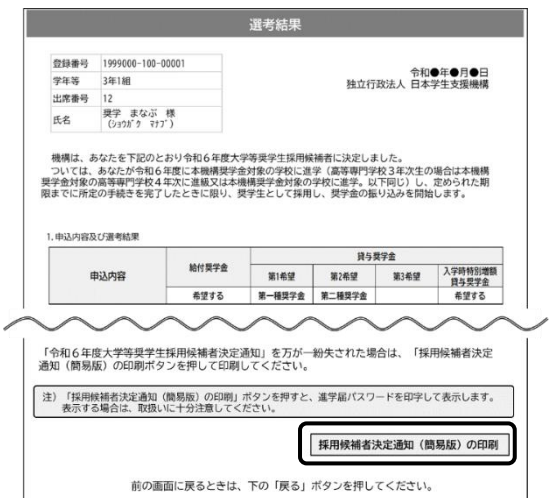 選考結果
登録番号 1999000-100-00001
学年等 3年1組
出席番号 12
氏名 奨学 まなぶ 様
(ｼｮｳｶﾞｸ ﾏﾅﾌﾞ)
令和●年●月●日
独立行政法人 日本学生支援機構
機構は、あなたを下記のとおり令和６年度大学等奨学生採用候補者に決定しました。
ついては、あなたが令和６年度に本機構奨学金対象の学校に進学（高等専門学校３年次生の場合は本機構
奨学金対象の高等専門学校４年次に進級又は本機構奨学金対象の学校に進学。以下同じ）し、定められた期
限までに所定の手続きを完了したときに限り、奨学生として採用し、奨学金の振り込みを開始します。
1.申込内容及び選考結果
申込内容 給付奨学金 貸与奨学金
第1希望 第2希望 第3希望 入学時特別増額
貸与奨学金
希望する 第一種奨学金 第二種奨学金 希望する
「令和６年度大学等奨学生採用候補者決定通知」を万が一紛失された場合は、「採用候補者決定
通知（簡易版）の印刷ボタンを押して印刷してください。
注）「採用候補者決定通知（簡易版）の印刷」ボタンを押すと、進学届パスワードを印字して表示します。
表示する場合は、取扱いに十分注意してください。
採用候補者決定通知（簡易版）の印刷
前の画面に戻るときは、下の「戻る」ボタンを押してください。